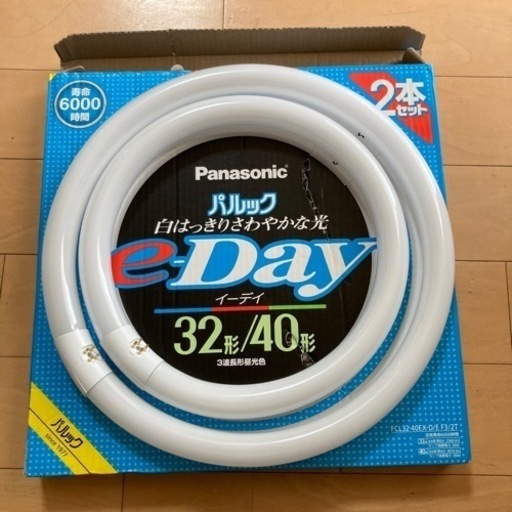 寿命
6000
時間
2本
セット
Panasonic
パルック
白はっきりさわやかな光
e-Day
イーデイ
32形/40形
3波長形昼光色
パルック
since 1977
FCL32-40EX-D/E F3/2T